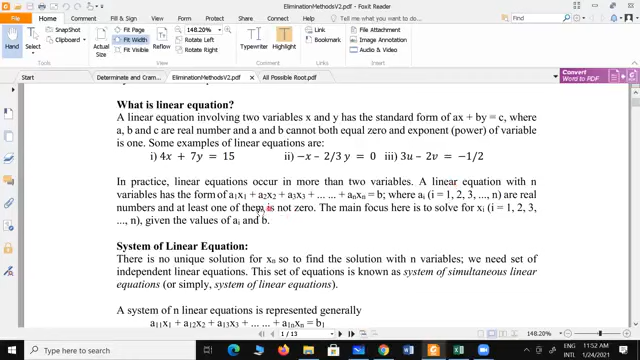 EliminationMethodsV2.pdf - Foxit Reader
File
Home
Comment
Fill & Sign
View
Form
Protect
Share
Help
Tell me what you want to do..
Find
Hand
Select
SnapShot
Clipboard
Actual Size
Fit Page
Fit Width
Fit Visible
Reflow
148.20%
Rotate Left
Rotate Right
Typewriter
Highlight
File Attachment
Image Annotation
Audio & Video
Start
Determinate and Cram...
EliminationMethodsV2.pdf
All Possible Root.pdf
Convert
What is linear equation?
A linear equation involving two variables x and y has the standard form of ax + by = c, where
a, b and c are real number and a and b cannot both equal zero and exponent (power) of variable
is one. Some examples of linear equations are:
i) 4x + 7y = 15 ii) −x − 2/3 y = 0 iii) 3u − 2v = −1/2
In practice, linear equations occur in more than two variables. A linear equation with n
variables has the form of a₁x₁ + a₂x₂ + a₃x₃ + ... ... + aₙxₙ = b; where aᵢ (i = 1, 2, 3, ..., n) are real
numbers and at least one of them is not zero. The main focus here is to solve for xᵢ (i = 1, 2, 3,
..., n), given the values of aᵢ and b.
System of Linear Equation:
There is no unique solution for xₙ so to find the solution with n variables, we need set of
independent linear equations. This set of equations is known as system of simultaneous linear
equations (or simply, system of linear equations).
A system of n linear equations is represented generally
a₁₁x₁ + a₁₂x₂ + a₁₃x₃ + ... ... + a₁ₙxₙ = b₁
1 / 13
148.20%
Type here to search
ENG
INTL
11:52 AM
1/24/2021